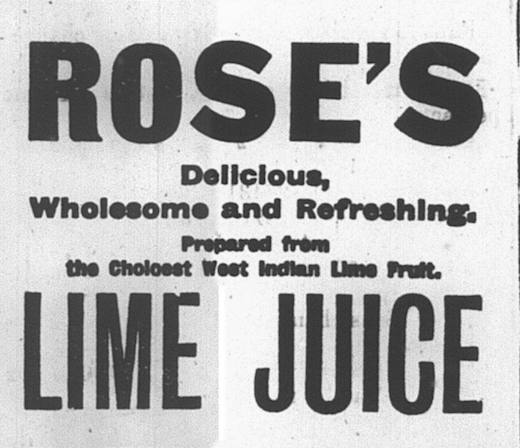 ROSE'S
Delicious,
Wholesome and Refreshing.
Prepared from
the Choicest West Indian Lime Fruit.
LIME JUICE